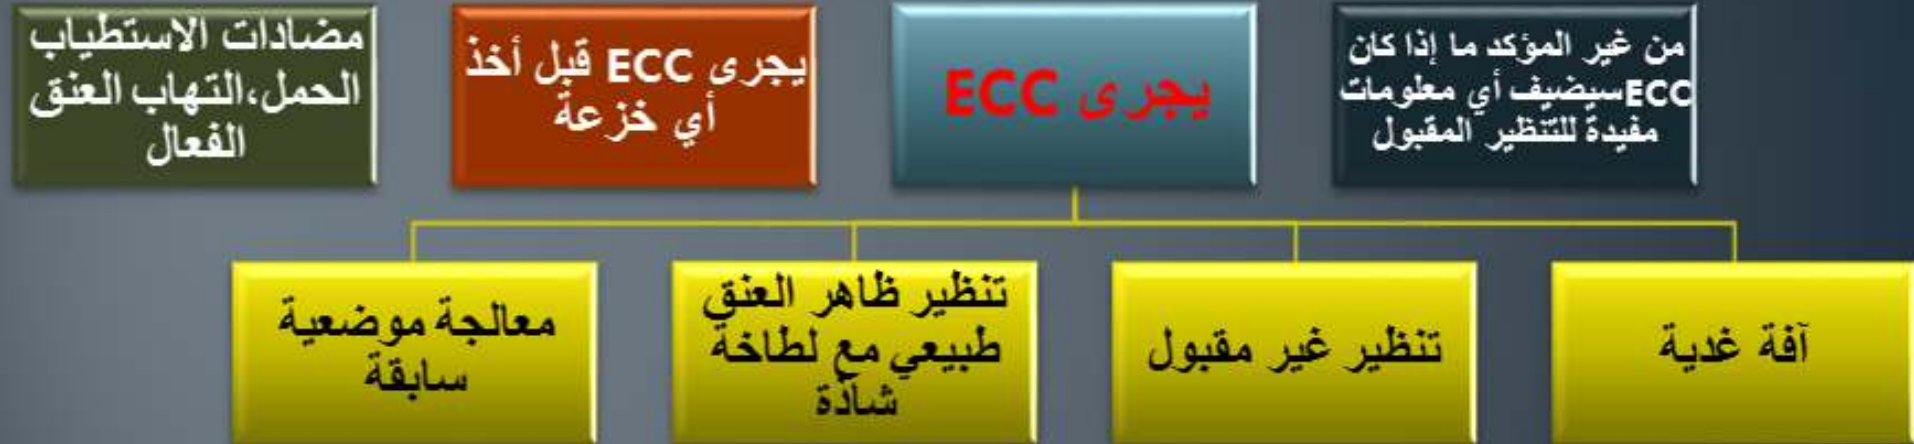 من غير المؤكد ما إذا كان
ECCسيضيف أي معلومات
مفيدة للتنظير المقبول
يجرى ECC
يجرى ECC قبل أخذ
أي خزعة
مضادات الاستطباب
الحمل،التهاب العنق
الفعال
آفة غدية
تنظير غير مقبول
تنظير ظاهر العنق
طبيعي مع لطاخة
شاذة
معالجة موضعية
سابقة